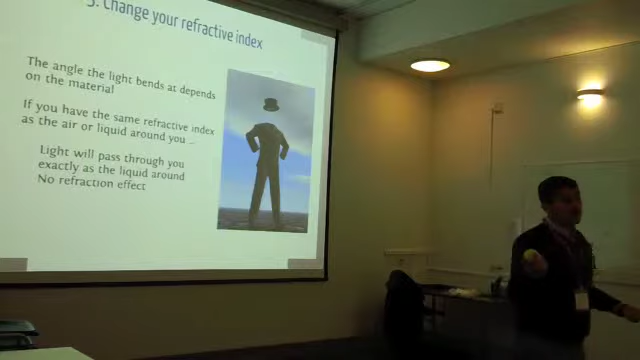 3. Change your refractive index
The angle the light bends at depends
on the material
If you have the same refractive index
as the air or liquid around you ...
Light will pass through you
exactly as the liquid around
No refraction effect